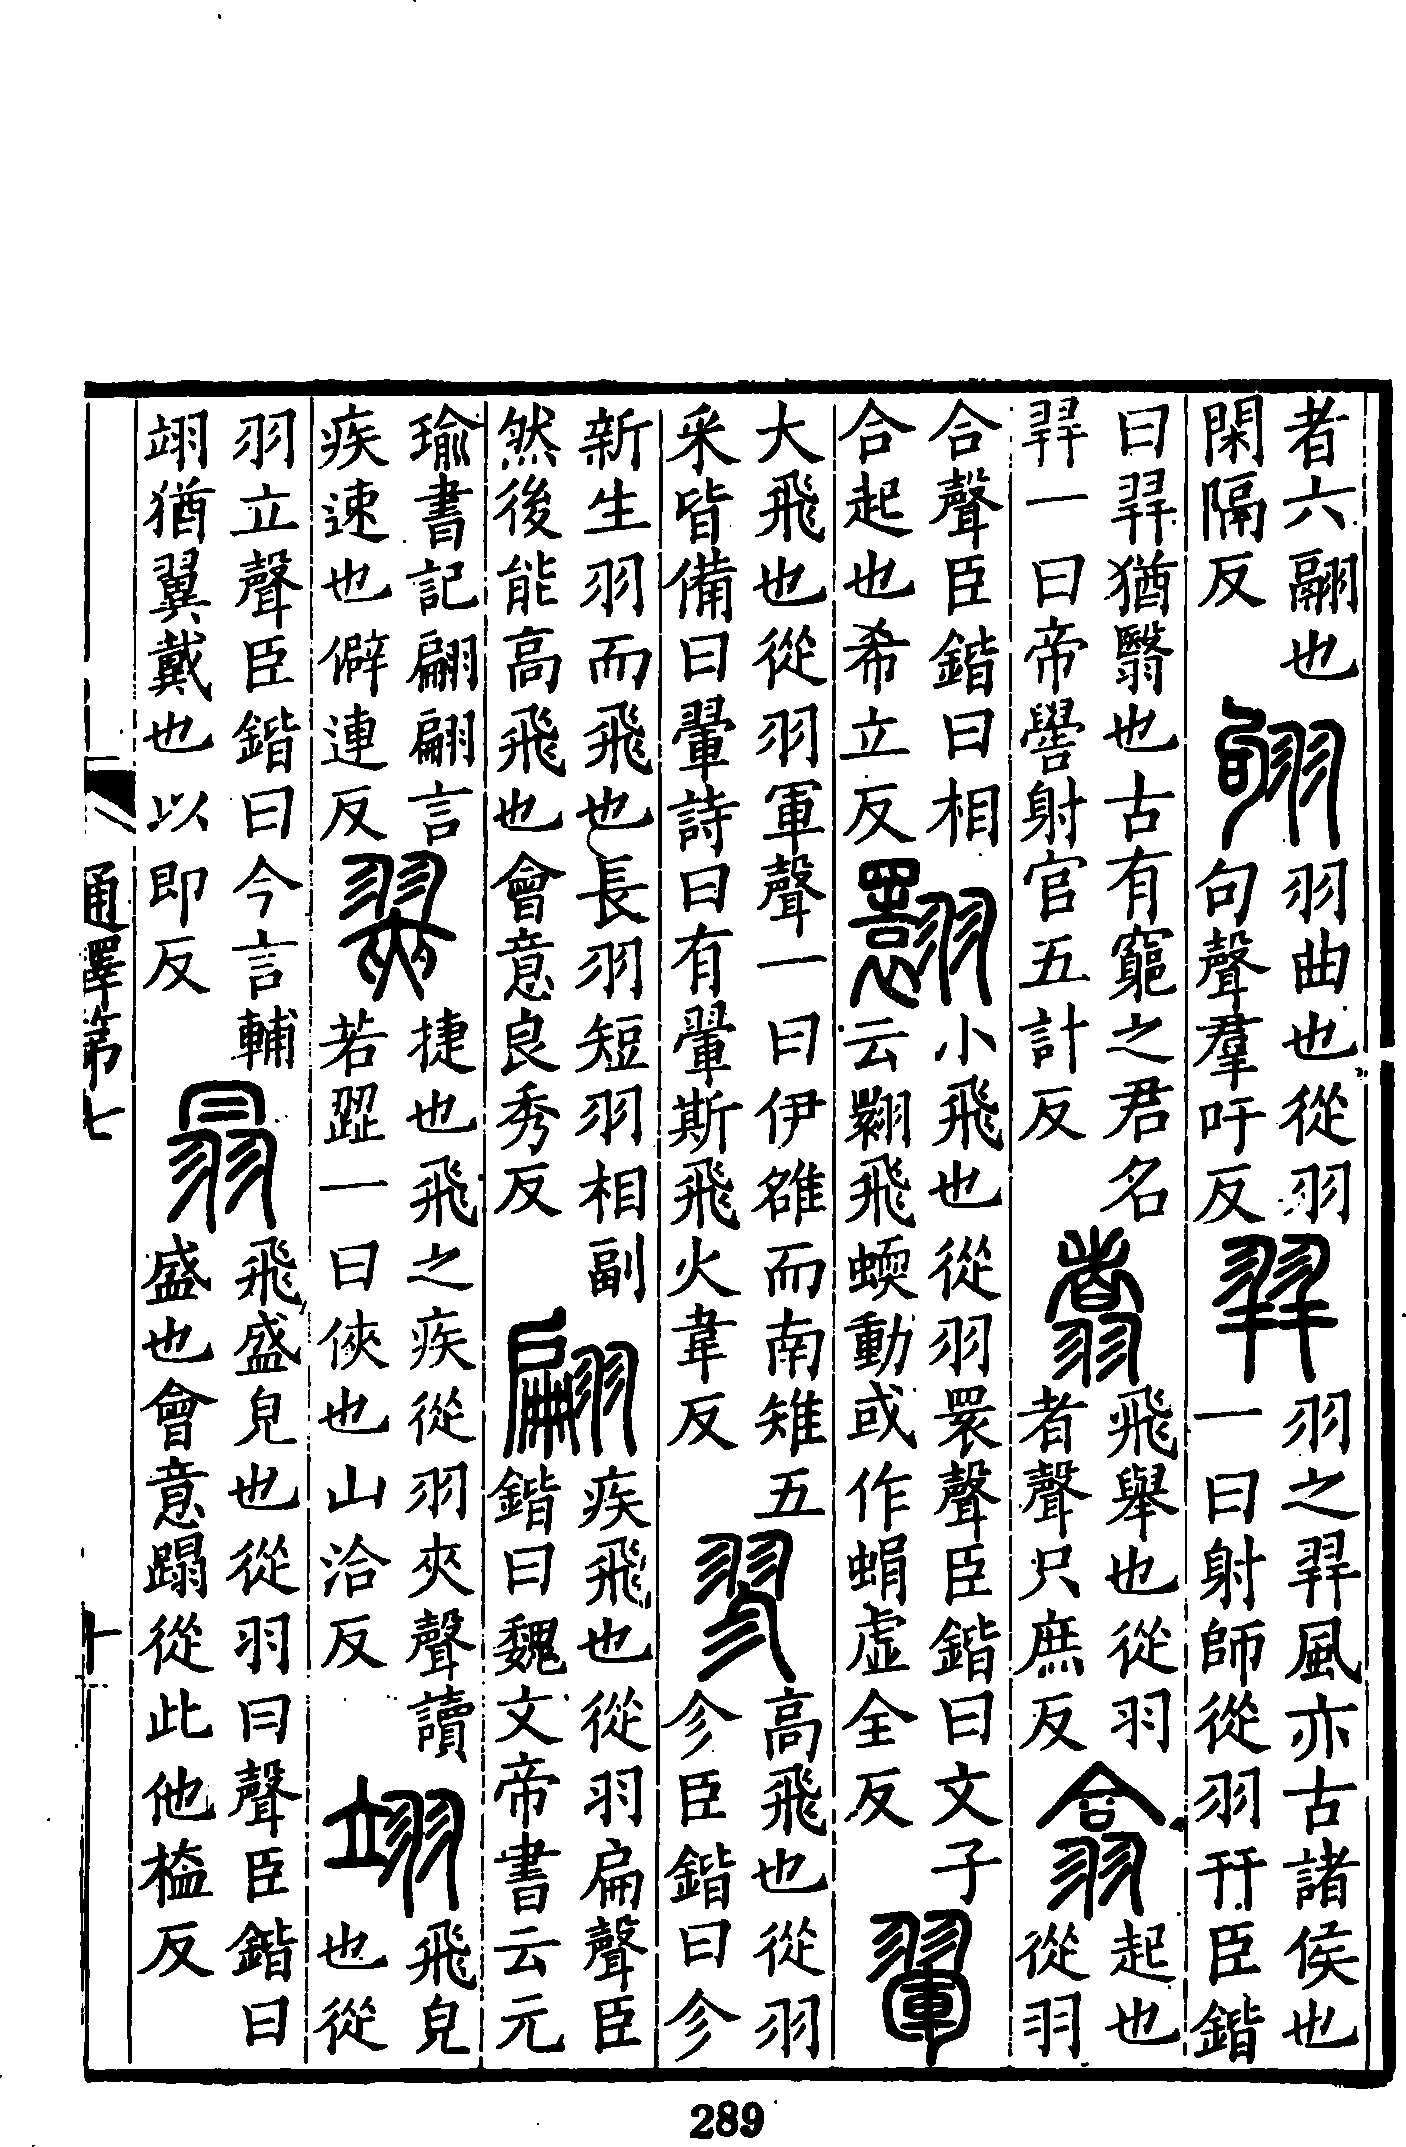 者六翮也
閑隔反
翑
羽曲也從羽
句聲羣吁反
羿
羽之羿風亦古諸侯也
一曰射師從羽幵臣鍇
曰羿猶翳也古有窮之君名
羿一曰帝嚳射官五計反
翥
飛舉也從羽
者聲只庶反
翕
起也
從羽
合聲臣鍇曰相
合起也希立反
翾
小飛也從羽睘聲臣鍇曰文子
云翾飛蝡動或作蜎虛全反
翬
大飛也從羽軍聲一曰伊雒而南雉五
采皆備曰翬詩曰有翬斯飛火韋反
翏
高飛也從羽
㐱臣鍇曰㐱
新生羽而飛也長羽短羽相副
然後能高飛也會意良秀反
翩
疾飛也從羽扁聲臣
鍇曰魏文帝書云元
瑜書記翩翩言
疾速也僻連反
翜
捷也飛之疾從羽夾聲讀
若歰一曰俠也山洽反
翊
飛皃
也從
羽立聲臣鍇曰今言輔
翊猶翼戴也以即反
𦐇
飛盛皃也從羽曰聲臣鍇曰
盛也會意蹋從此他榼反
通釋第七
十
289